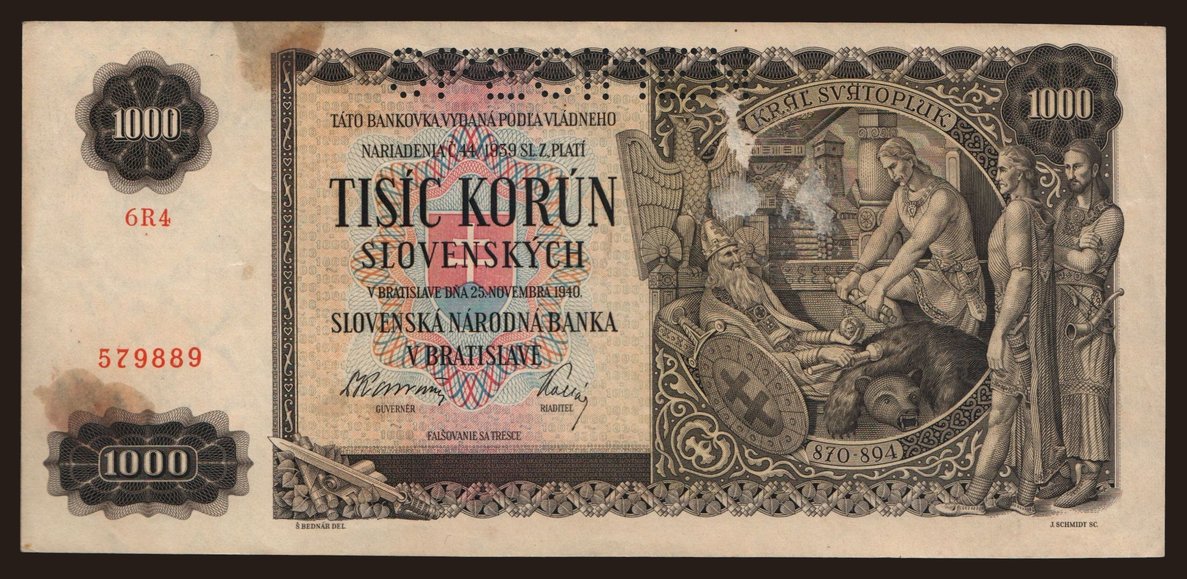 1000
6R4
579889
1000
TÁTO BANKOVKA VYDANÁ PODĽA VLÁDNEHO
NARIADENIA Č. 44/1939 SL. Z. PLATÍ
TISÍC KORÚN
SLOVENSKÝCH
V BRATISLAVE DŇA 25. NOVEMBRA 1940.
SLOVENSKÁ NÁRODNÁ BANKA
V BRATISLAVE
GUVERNÉR
RIADITEĽ
FALŠOVANIE SA TRESCE
KRÁĽ SVÄTOPLUK
1000
870-894
Š. BEDNÁR DEL.
J. SCHMIDT SC.